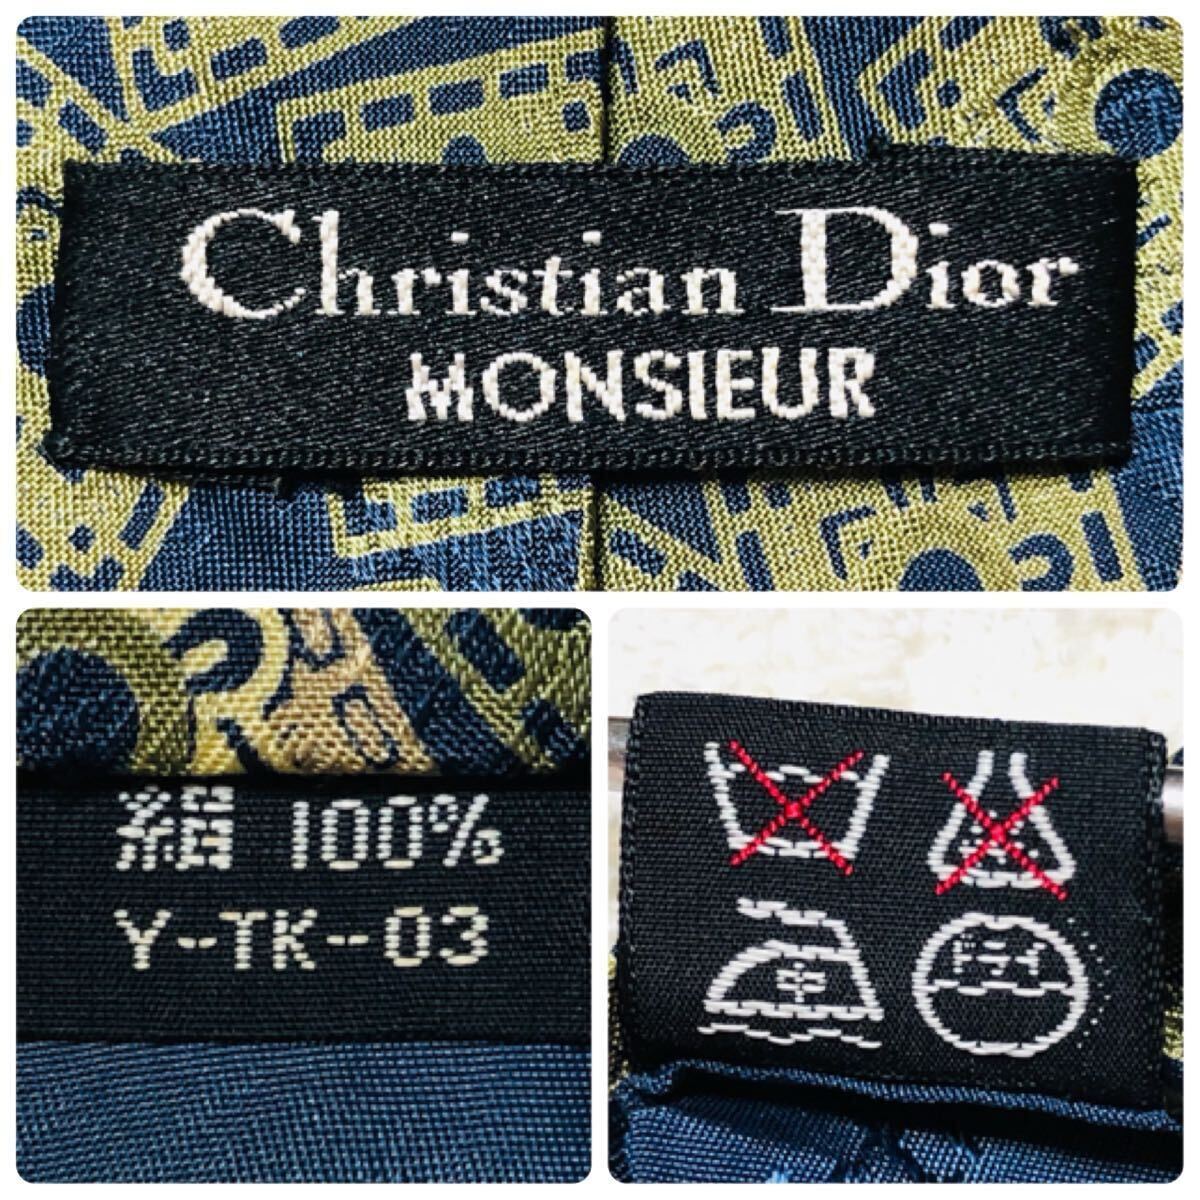 Christian Dior
MONSIEUR
絹 100%
Y-TK-03
中
ドライ